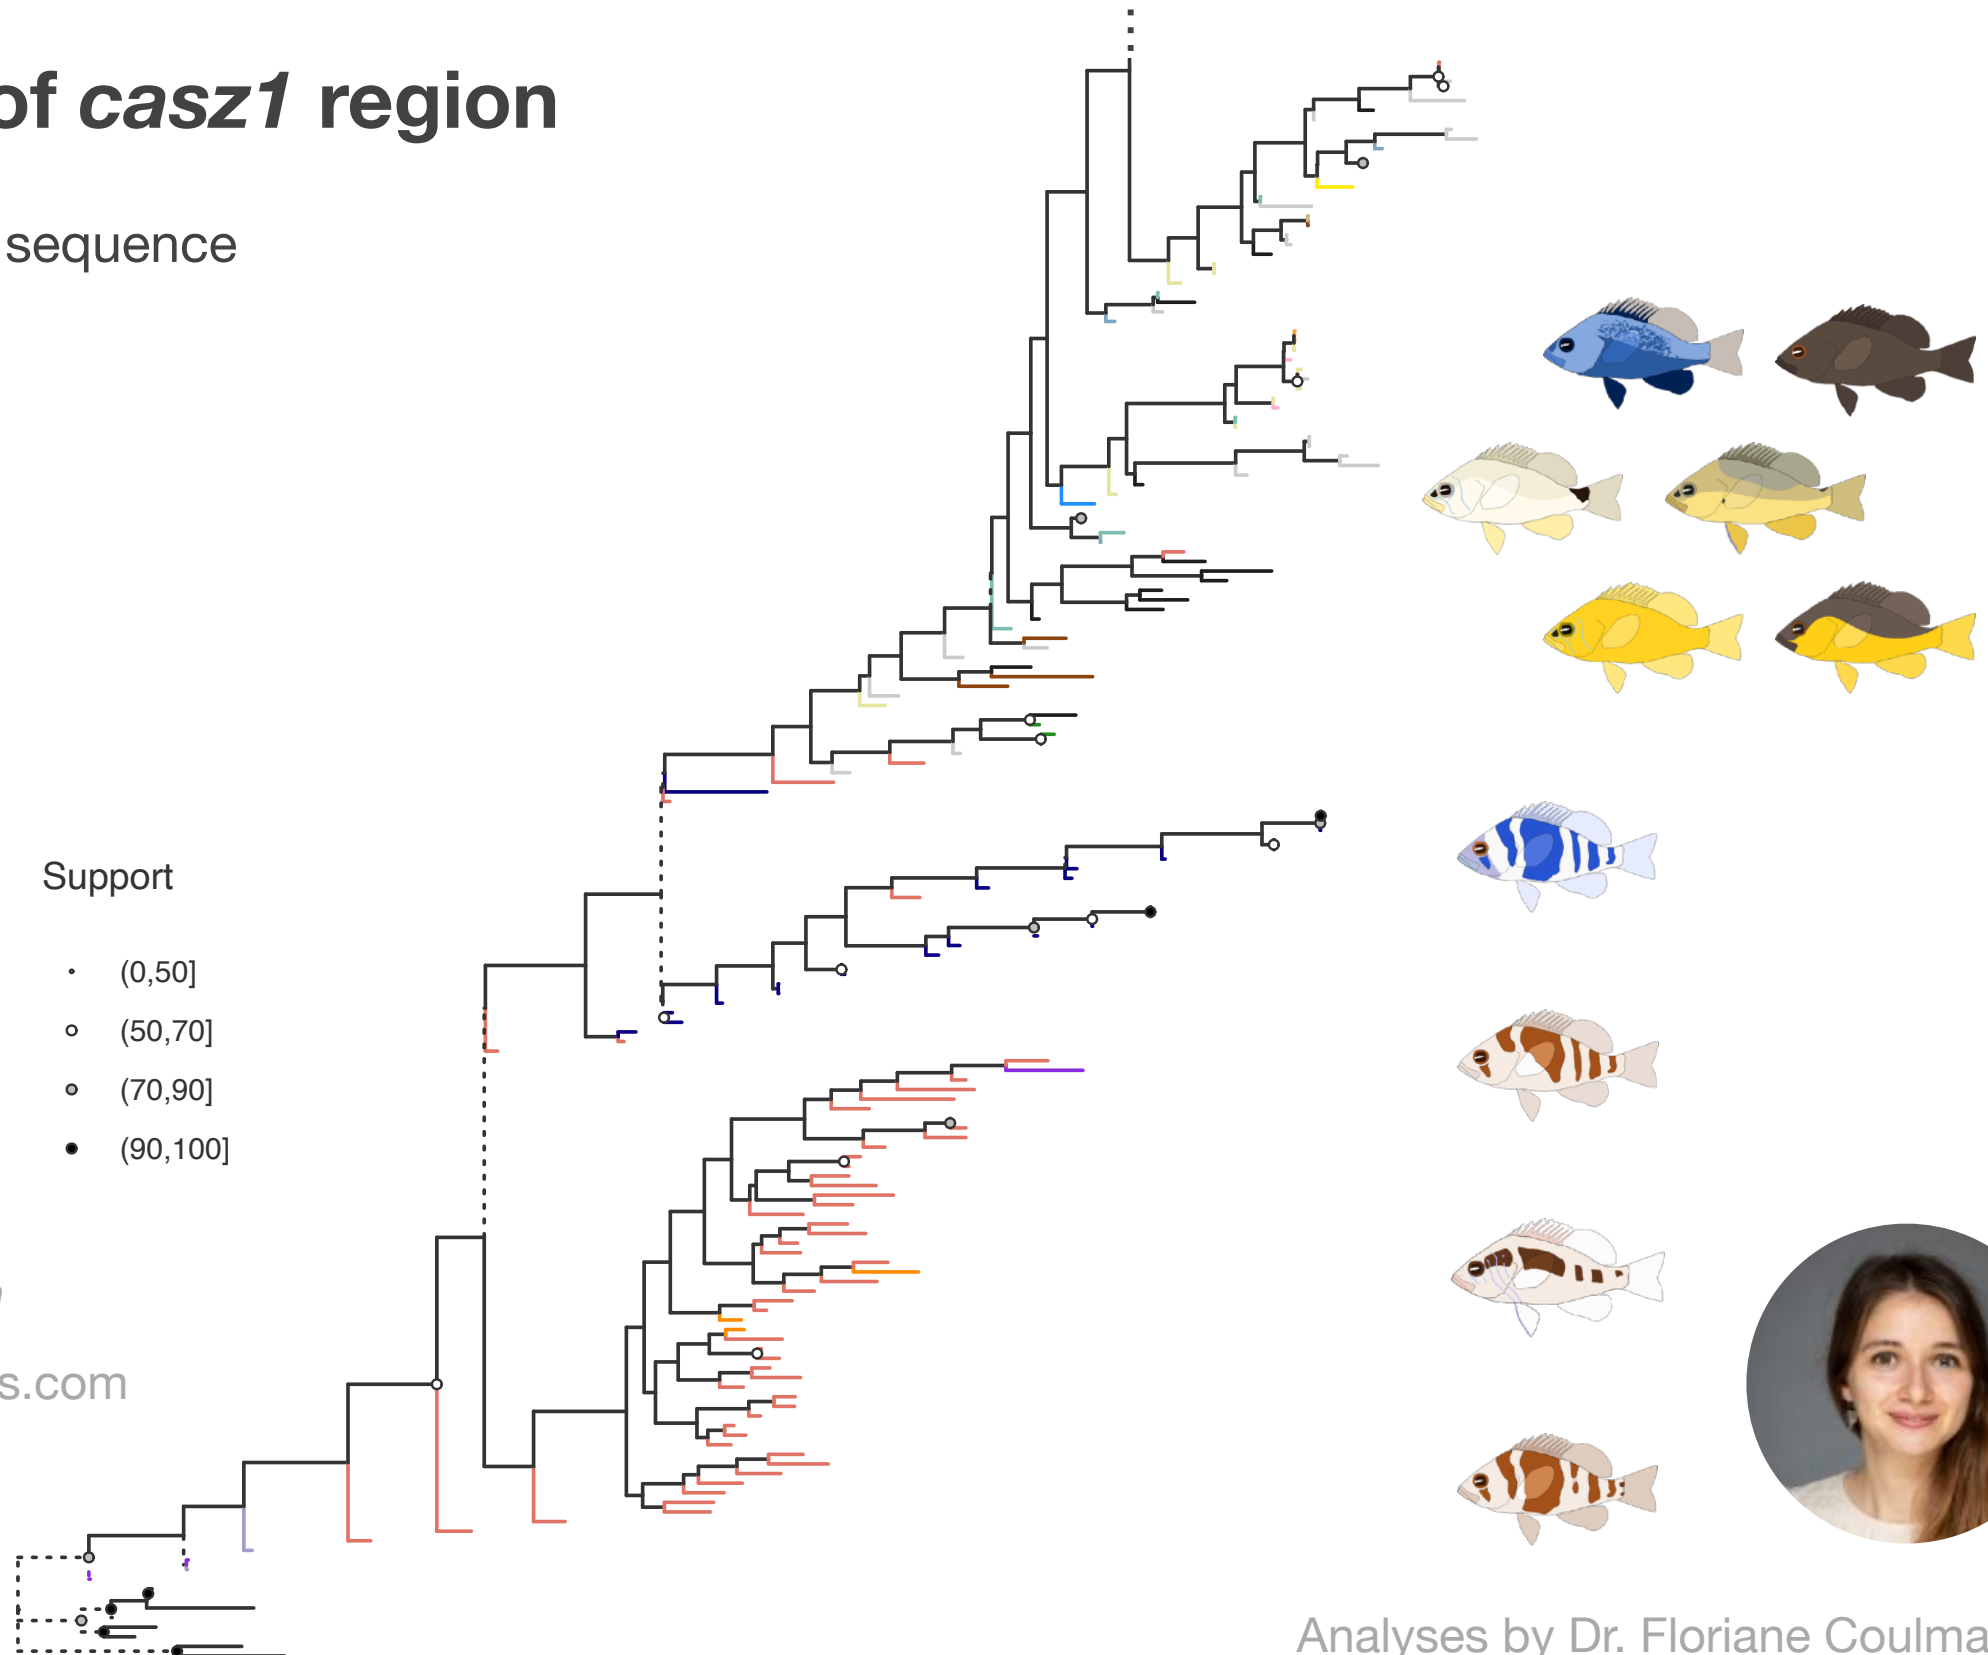 of casz1 region
sequence
Support
(0,50]
(50,70]
(70,90]
(90,100]
s.com
Analyses by Dr. Floriane Coulma